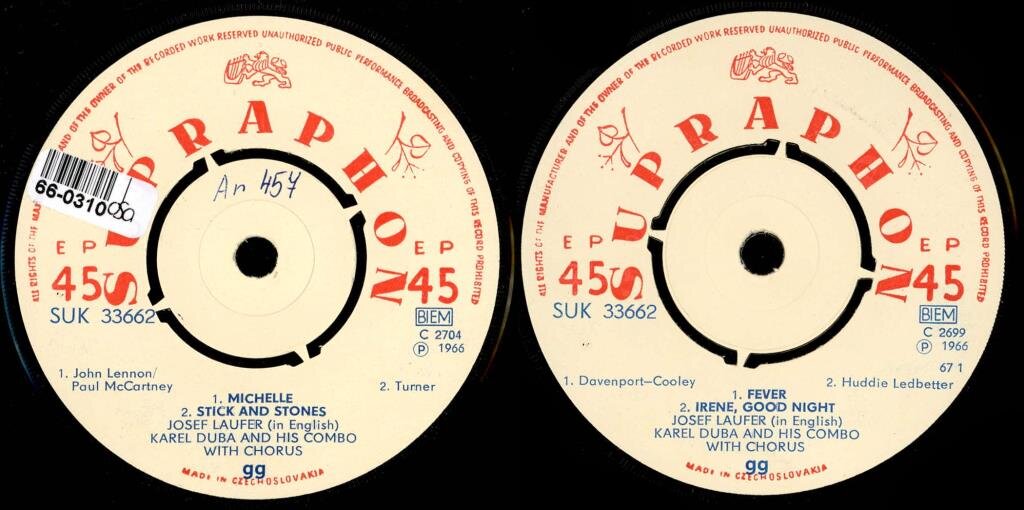 ALL RIGHTS OF THE MANUFACTURER AND OF THE OWNER OF THE RECORDED WORK RESERVED UNAUTHORIZED PUBLIC PERFORMANCE BROADCASTING AND COPYING OF THIS RECORD PROHIBITED
SUPRAPHON
An 457
66-0310
OSA
EP
45
EP
45
SUK 33662
BIEM
C 2704
Ⓟ 1966
1. John Lennon/
Paul McCartney
2. Turner
1. MICHELLE
2. STICK AND STONES
JOSEF LAUFER (in English)
KAREL DUBA AND HIS COMBO
WITH CHORUS
gg
MADE IN CZECHOSLOVAKIA
ALL RIGHTS OF THE MANUFACTURER AND OF THE OWNER OF THE RECORDED WORK RESERVED UNAUTHORIZED PUBLIC PERFORMANCE BROADCASTING AND COPYING OF THIS RECORD PROHIBITED
SUPRAPHON
EP
45
EP
45
SUK 33662
BIEM
C 2699
Ⓟ 1966
67 1
1. Davenport—Cooley
2. Huddie Ledbetter
1. FEVER
2. IRENE, GOOD NIGHT
JOSEF LAUFER (in English)
KAREL DUBA AND HIS COMBO
WITH CHORUS
gg
MADE IN CZECHOSLOVAKIA